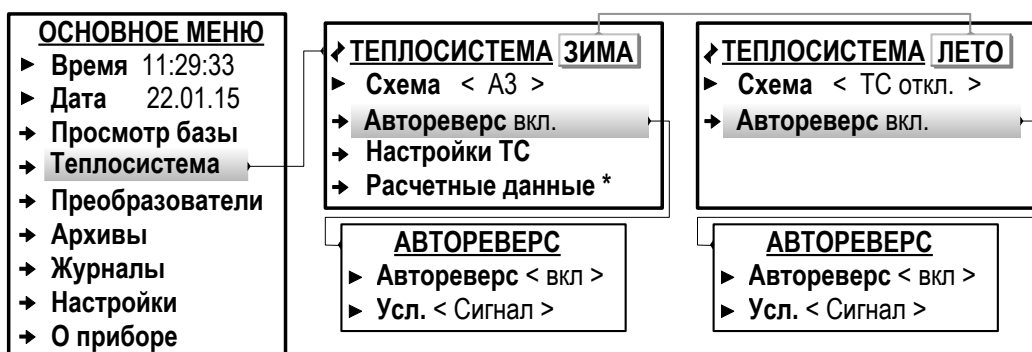 ОСНОВНОЕ МЕНЮ
Время 11:29:33
Дата 22.01.15
Просмотр базы
Теплосистема
Преобразователи
Архивы
Журналы
Настройки
О приборе
ТЕПЛОСИСТЕМА ЗИМА
Схема < А3 >
Автореверс вкл.
Настройки ТС
Расчетные данные *
АВТОРЕВЕРС
Автореверс < вкл >
Усл. < Сигнал >
ТЕПЛОСИСТЕМА ЛЕТО
Схема < ТС откл. >
Автореверс вкл.
АВТОРЕВЕРС
Автореверс < вкл >
Усл. < Сигнал >